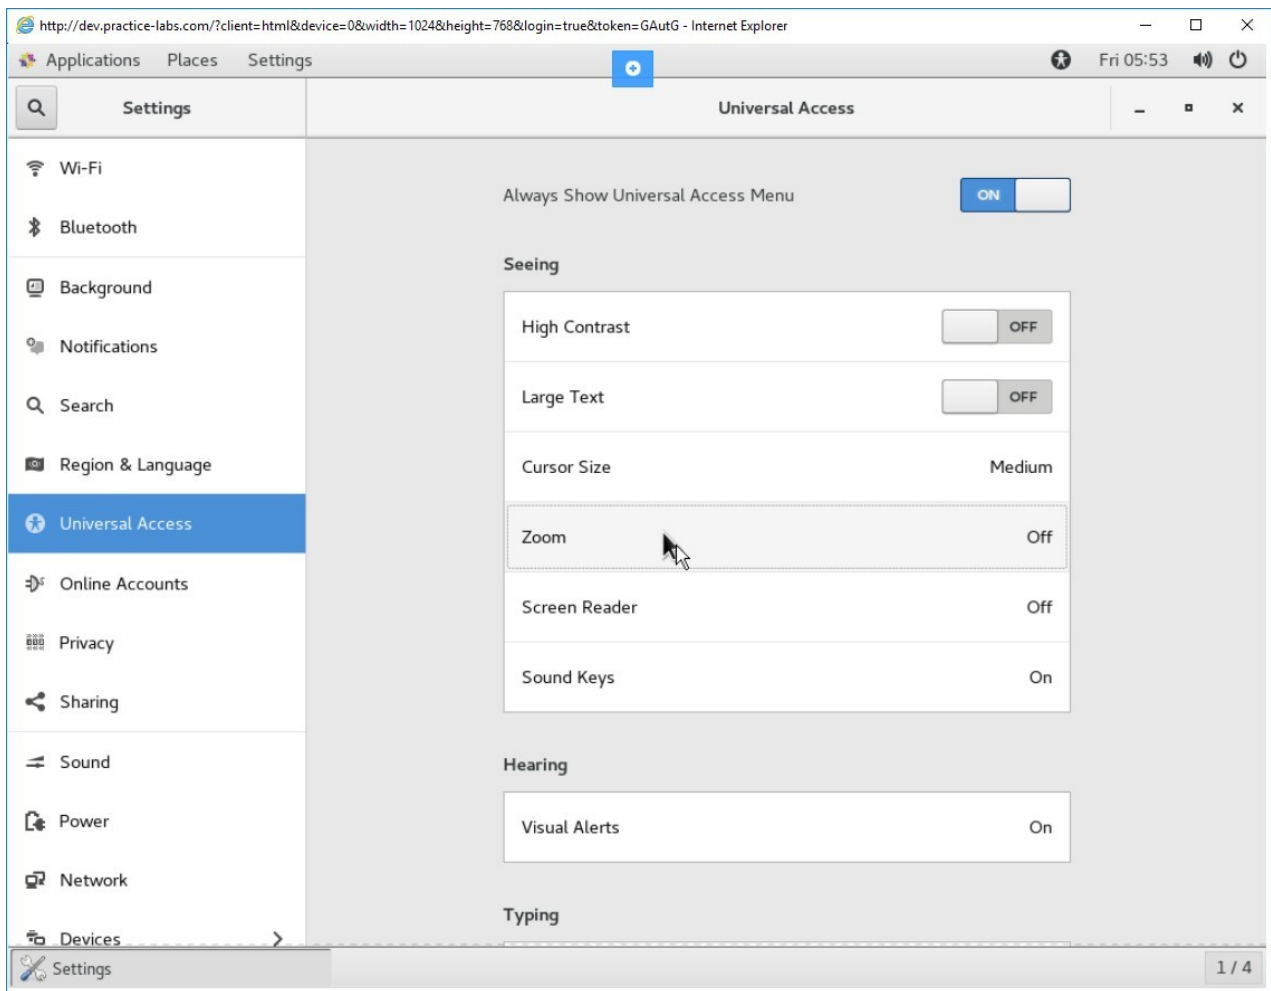 http://dev.practice-labs.com/?client=html&device=0&width=1024&height=768&login=true&token=GAutG - Internet Explorer
Applications Places Settings Fri 05:53
Settings Universal Access
Wi-Fi
Bluetooth
Background
Notifications
Search
Region & Language
Universal Access
Online Accounts
Privacy
Sharing
Sound
Power
Network
Devices
Always Show Universal Access Menu ON
Seeing
High Contrast OFF
Large Text OFF
Cursor Size Medium
Zoom Off
Screen Reader Off
Sound Keys On
Hearing
Visual Alerts On
Typing
Settings 1 / 4